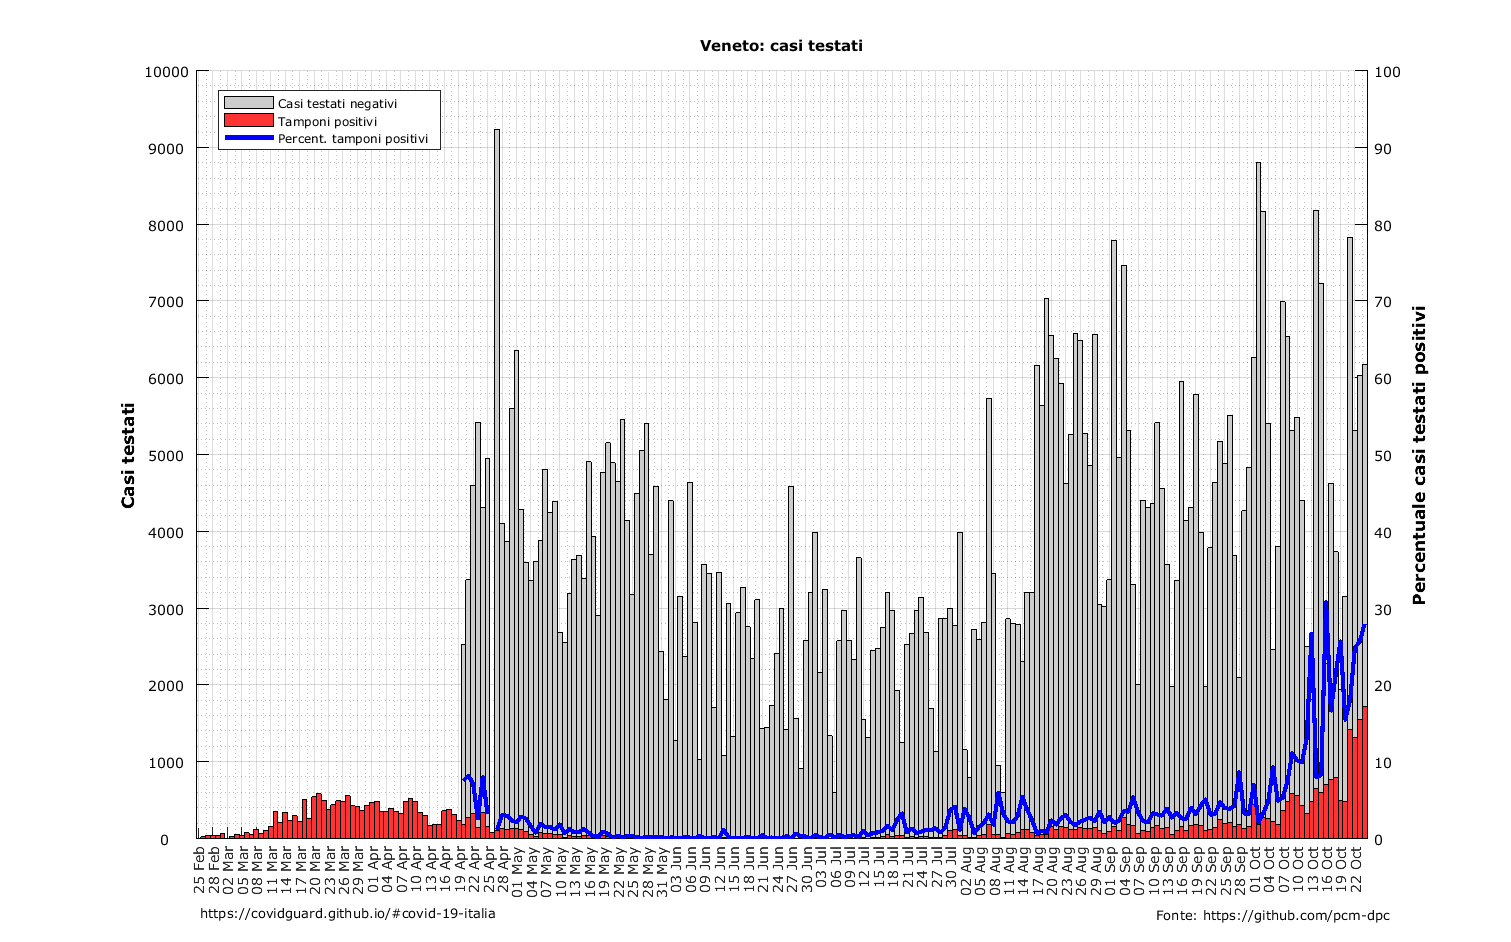 Veneto: casi testati
Casi testati negativi
Tamponi positivi
Percent. tamponi positivi
10000
9000
8000
7000
6000
5000
4000
3000
2000
1000
0
Casi testati
100
90
80
70
60
50
40
30
20
10
0
Percentuale casi testati positivi
25 Feb
28 Feb
02 Mar
05 Mar
08 Mar
11 Mar
14 Mar
17 Mar
20 Mar
23 Mar
26 Mar
29 Mar
01 Apr
04 Apr
07 Apr
10 Apr
13 Apr
16 Apr
19 Apr
22 Apr
25 Apr
28 Apr
01 May
04 May
07 May
10 May
13 May
16 May
19 May
22 May
25 May
28 May
31 May
03 Jun
06 Jun
09 Jun
12 Jun
15 Jun
18 Jun
21 Jun
24 Jun
27 Jun
30 Jun
03 Jul
06 Jul
09 Jul
12 Jul
15 Jul
18 Jul
21 Jul
24 Jul
27 Jul
30 Jul
02 Aug
05 Aug
08 Aug
11 Aug
14 Aug
17 Aug
20 Aug
23 Aug
26 Aug
29 Aug
01 Sep
04 Sep
07 Sep
10 Sep
13 Sep
16 Sep
19 Sep
22 Sep
25 Sep
28 Sep
01 Oct
04 Oct
07 Oct
10 Oct
13 Oct
16 Oct
19 Oct
22 Oct
https://covidguard.github.io/#covid-19-italia
Fonte: https://github.com/pcm-dpc